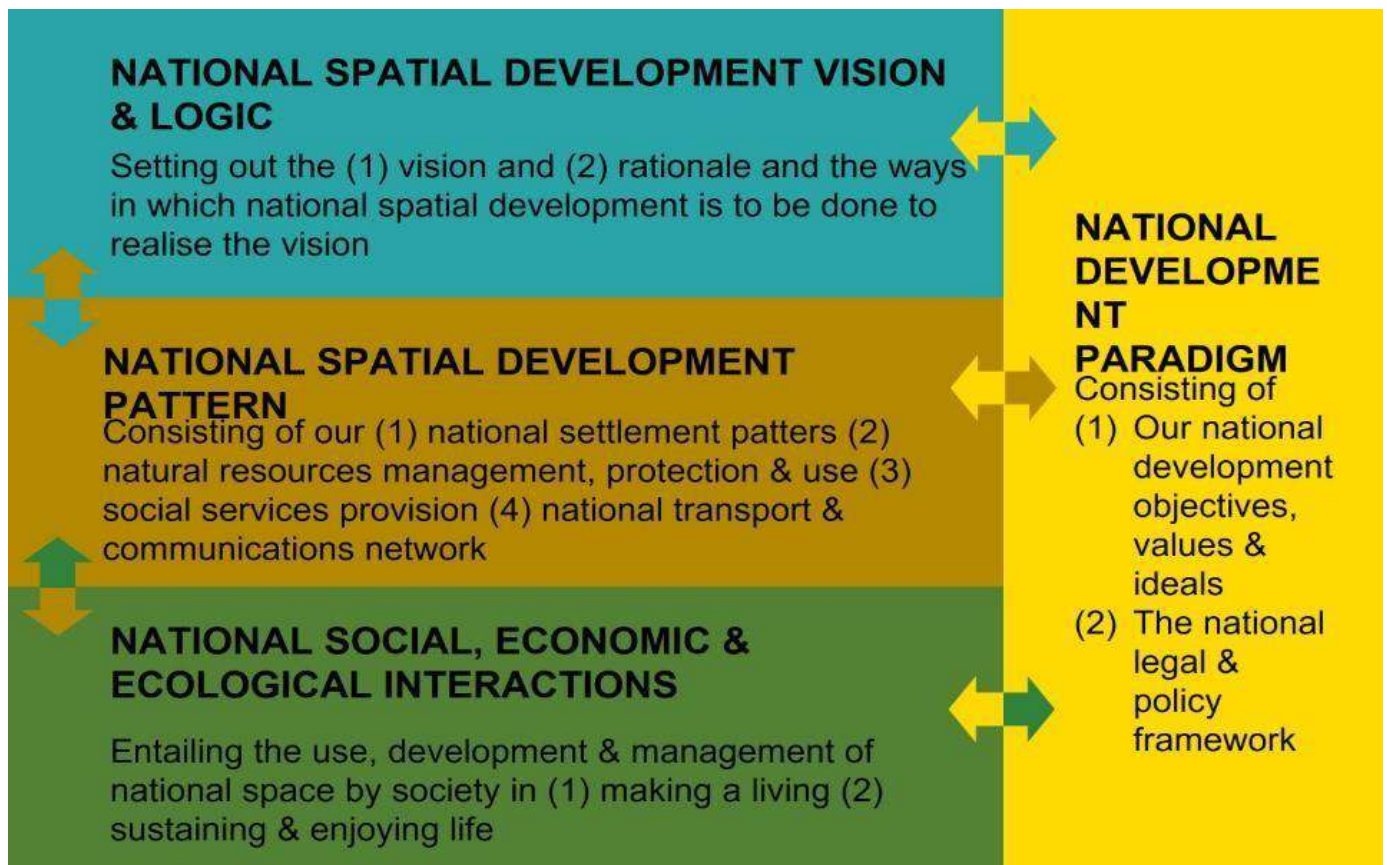 NATIONAL SPATIAL DEVELOPMENT VISION
& LOGIC
Setting out the (1) vision and (2) rationale and the ways
in which national spatial development is to be done to
realise the vision
NATIONAL SPATIAL DEVELOPMENT
PATTERN
Consisting of our (1) national settlement patters (2)
natural resources management, protection & use (3)
social services provision (4) national transport &
communications network
NATIONAL SOCIAL, ECONOMIC &
ECOLOGICAL INTERACTIONS
Entailing the use, development & management of
national space by society in (1) making a living (2)
sustaining & enjoying life
NATIONAL
DEVELOPME
NT
PARADIGM
Consisting of
(1) Our national
development
objectives,
values &
ideals
(2) The national
legal &
policy
framework